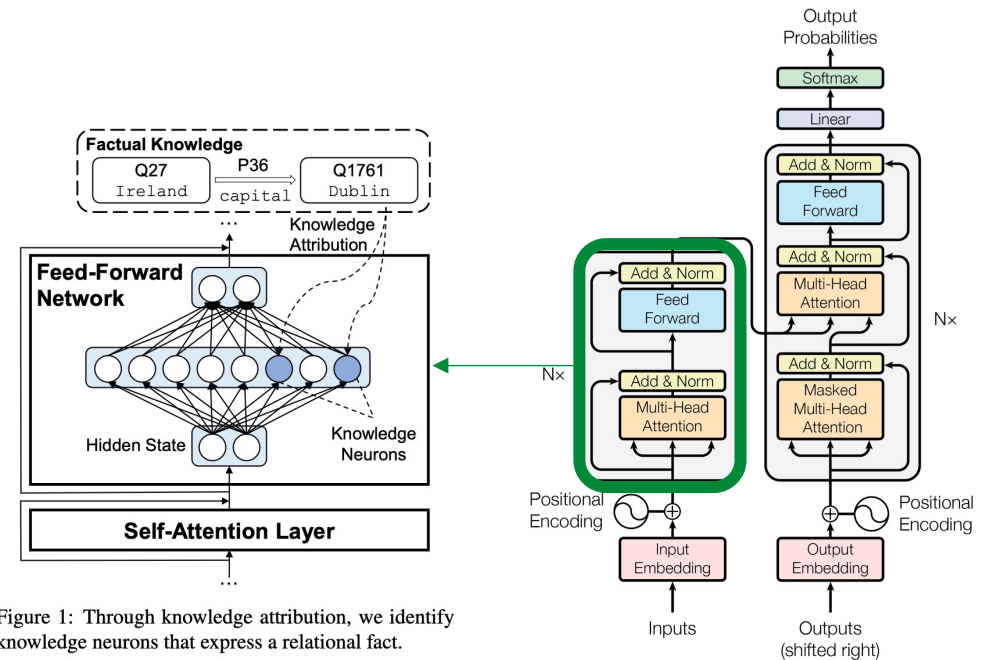 Factual Knowledge
Q27
Ireland
P36
capital
Q1761
Dublin
...
Knowledge
Attribution
Feed-Forward
Network
Hidden State
Knowledge
Neurons
Self-Attention Layer
...
Figure 1: Through knowledge attribution, we identify
knowledge neurons that express a relational fact.
Add & Norm
Feed
Forward
N×
Add & Norm
Multi-Head
Attention
Positional
Encoding
Input
Embedding
Inputs
Output
Probabilities
Softmax
Linear
Add & Norm
Feed
Forward
Add & Norm
Multi-Head
Attention
N×
Add & Norm
Masked
Multi-Head
Attention
Positional
Encoding
Output
Embedding
Outputs
(shifted right)